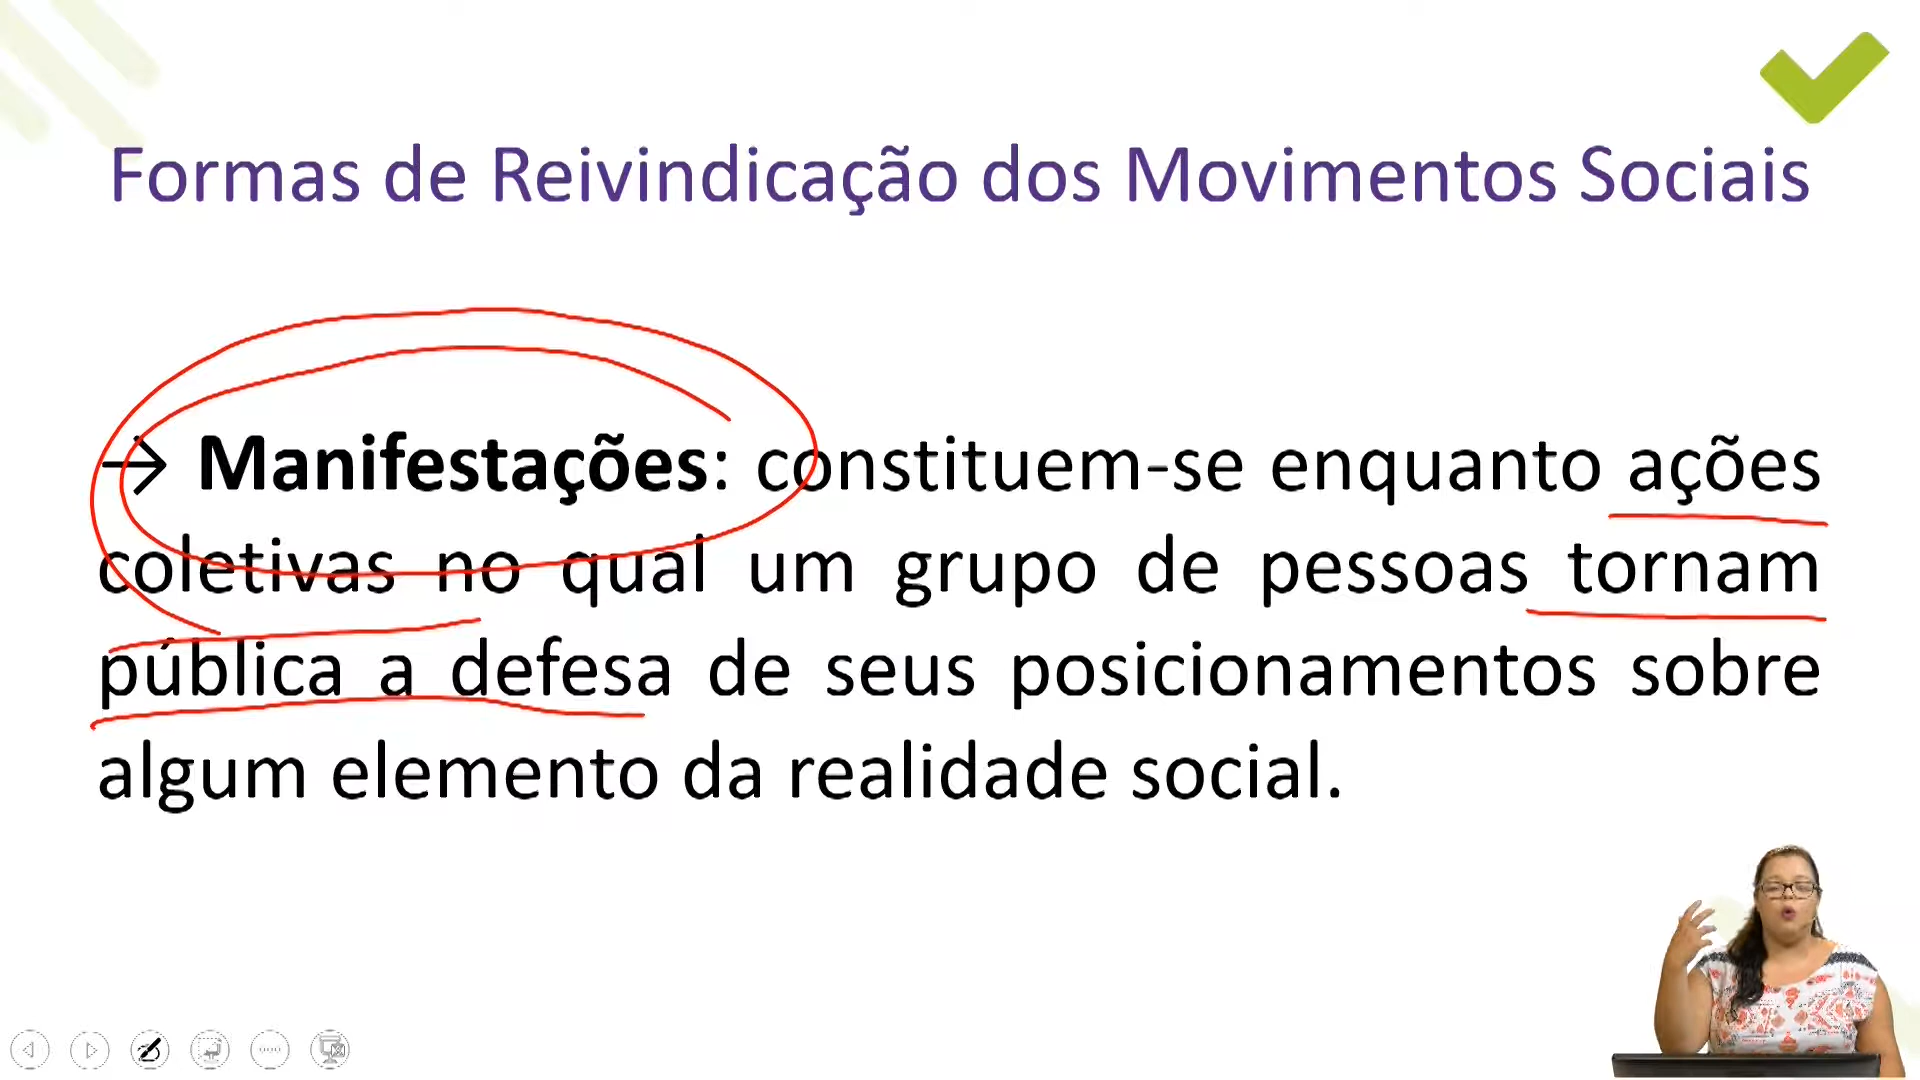 Formas de Reivindicação dos Movimentos Sociais
→ Manifestações: constituem-se enquanto ações
coletivas no qual um grupo de pessoas tornam
pública a defesa de seus posicionamentos sobre
algum elemento da realidade social.